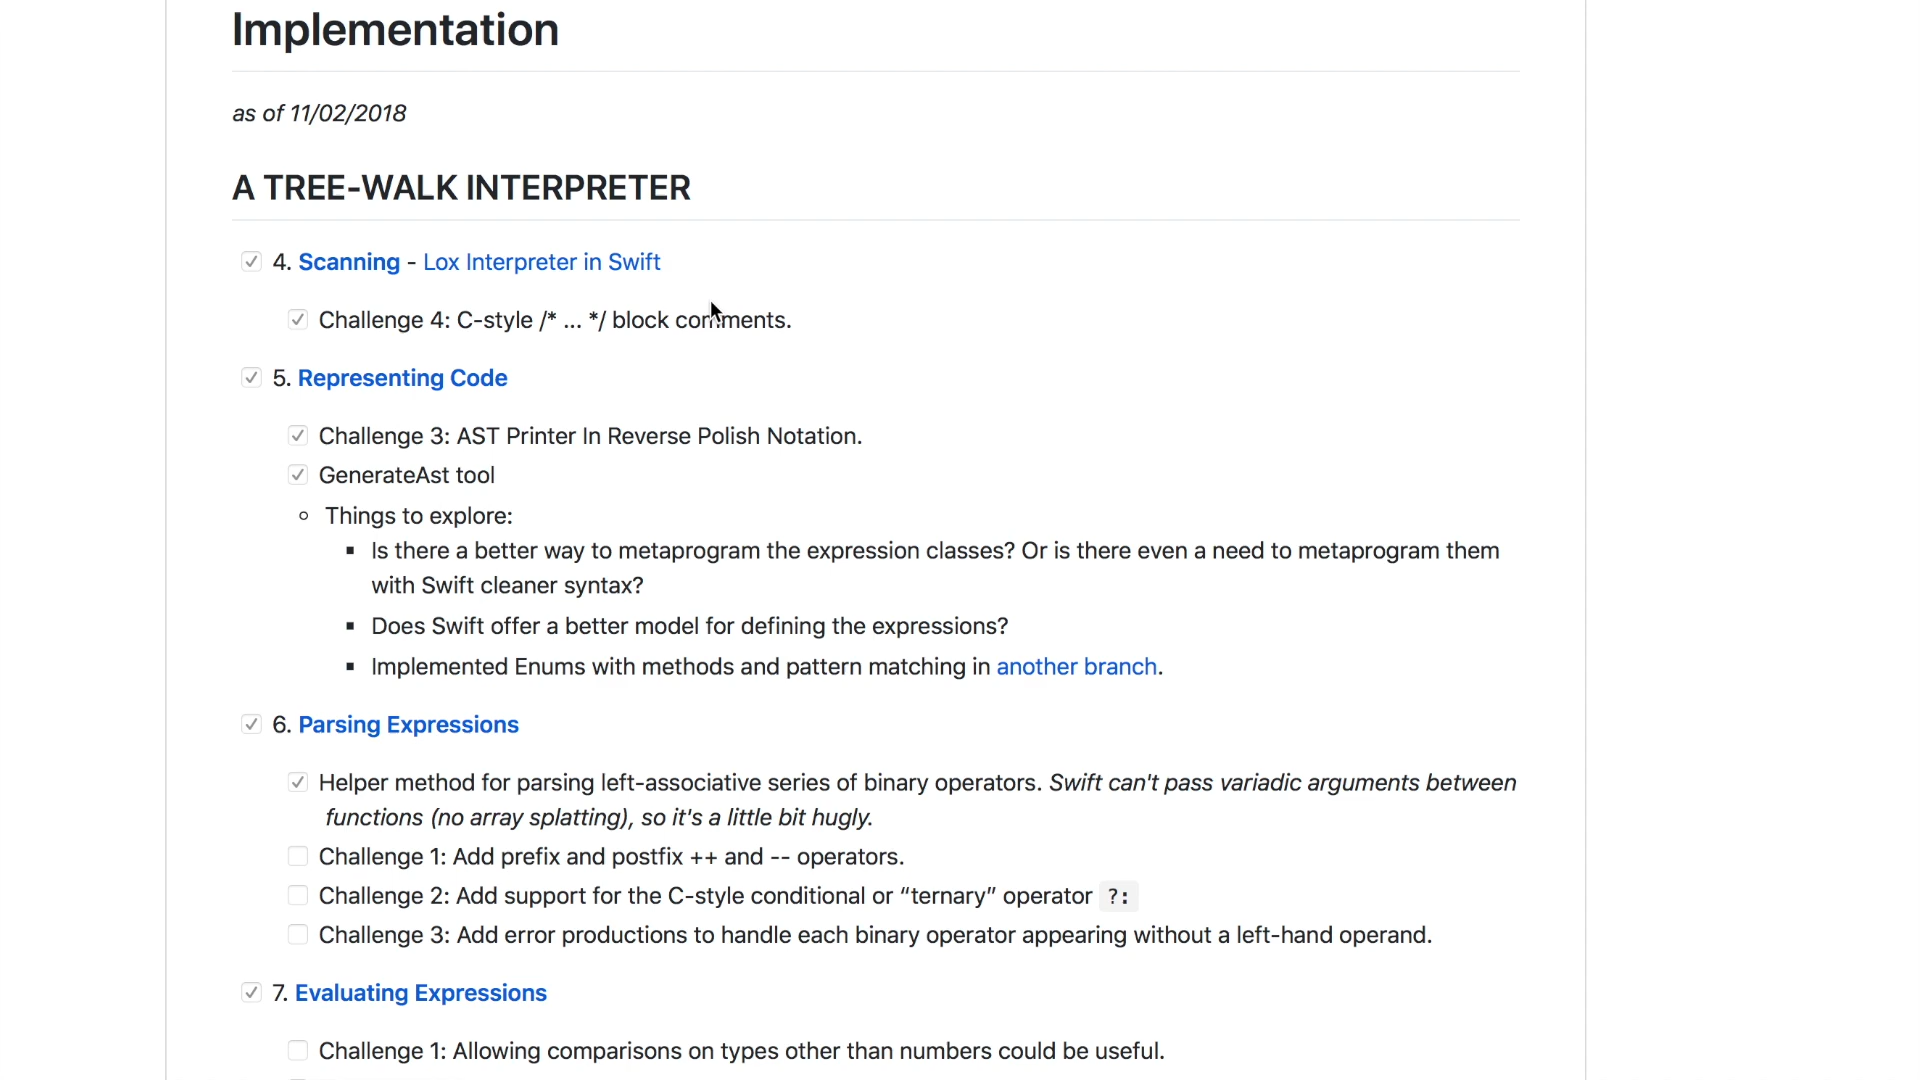 Implementation
as of 11/02/2018
A TREE-WALK INTERPRETER
4. Scanning - Lox Interpreter in Swift
Challenge 4: C-style /* ... */ block comments.
5. Representing Code
Challenge 3: AST Printer In Reverse Polish Notation.
GenerateAst tool
Things to explore:
Is there a better way to metaprogram the expression classes? Or is there even a need to metaprogram them
with Swift cleaner syntax?
Does Swift offer a better model for defining the expressions?
Implemented Enums with methods and pattern matching in another branch.
6. Parsing Expressions
Helper method for parsing left-associative series of binary operators. Swift can't pass variadic arguments between
functions (no array splatting), so it's a little bit hugly.
Challenge 1: Add prefix and postfix ++ and -- operators.
Challenge 2: Add support for the C-style conditional or “ternary” operator ?:
Challenge 3: Add error productions to handle each binary operator appearing without a left-hand operand.
7. Evaluating Expressions
Challenge 1: Allowing comparisons on types other than numbers could be useful.